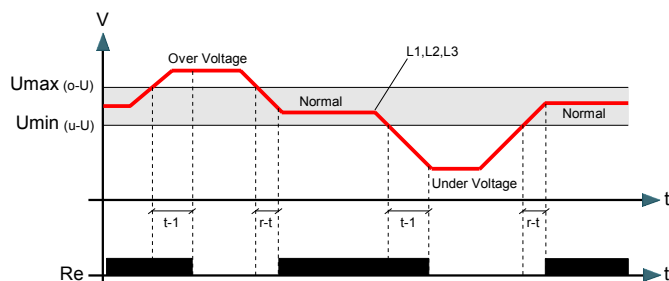 V
Over Voltage
L1,L2,L3
Umax (o-U)
Normal
Normal
Umin (u-U)
Under Voltage
t
t-1
r-t
t-1
r-t
Re
t